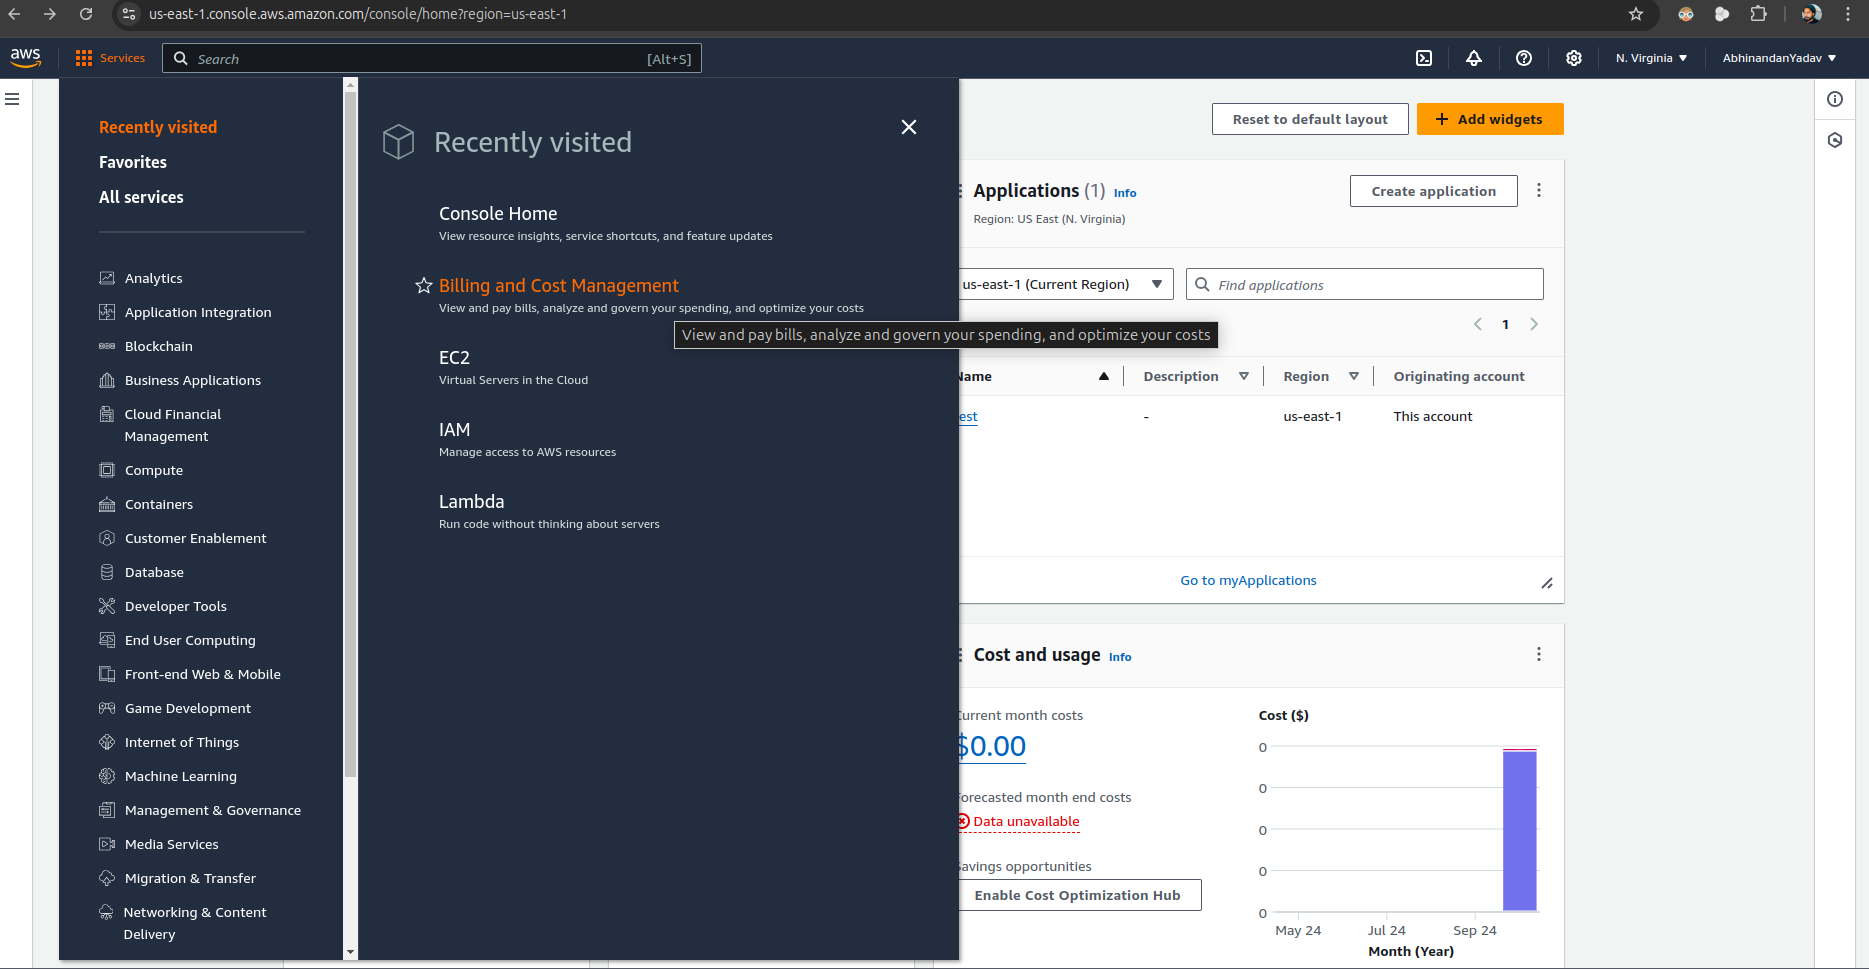 us-east-1.console.aws.amazon.com/console/home?region=us-east-1
aws
Services
Search
[Alt+S]
N. Virginia
AbhinandanYadav
Recently visited
Favorites
All services
Analytics
Application Integration
Blockchain
Business Applications
Cloud Financial
Management
Compute
Containers
Customer Enablement
Database
Developer Tools
End User Computing
Front-end Web & Mobile
Game Development
Internet of Things
Machine Learning
Management & Governance
Media Services
Migration & Transfer
Networking & Content
Delivery
Recently visited
Console Home
View resource insights, service shortcuts, and feature updates
Billing and Cost Management
View and pay bills, analyze and govern your spending, and optimize your costs
View and pay bills, analyze and govern your spending, and optimize your costs
EC2
Virtual Servers in the Cloud
IAM
Manage access to AWS resources
Lambda
Run code without thinking about servers
Reset to default layout
Add widgets
Applications (1) Info
Region: US East (N. Virginia)
Create application
us-east-1 (Current Region)
Find applications
1
Name
Description
Region
Originating account
est
-
us-east-1
This account
Go to myApplications
Cost and usage Info
Current month costs
$0.00
Forecasted month end costs
Data unavailable
Savings opportunities
Enable Cost Optimization Hub
Cost ($)
0
0
0
0
0
May 24
Jul 24
Sep 24
Month (Year)